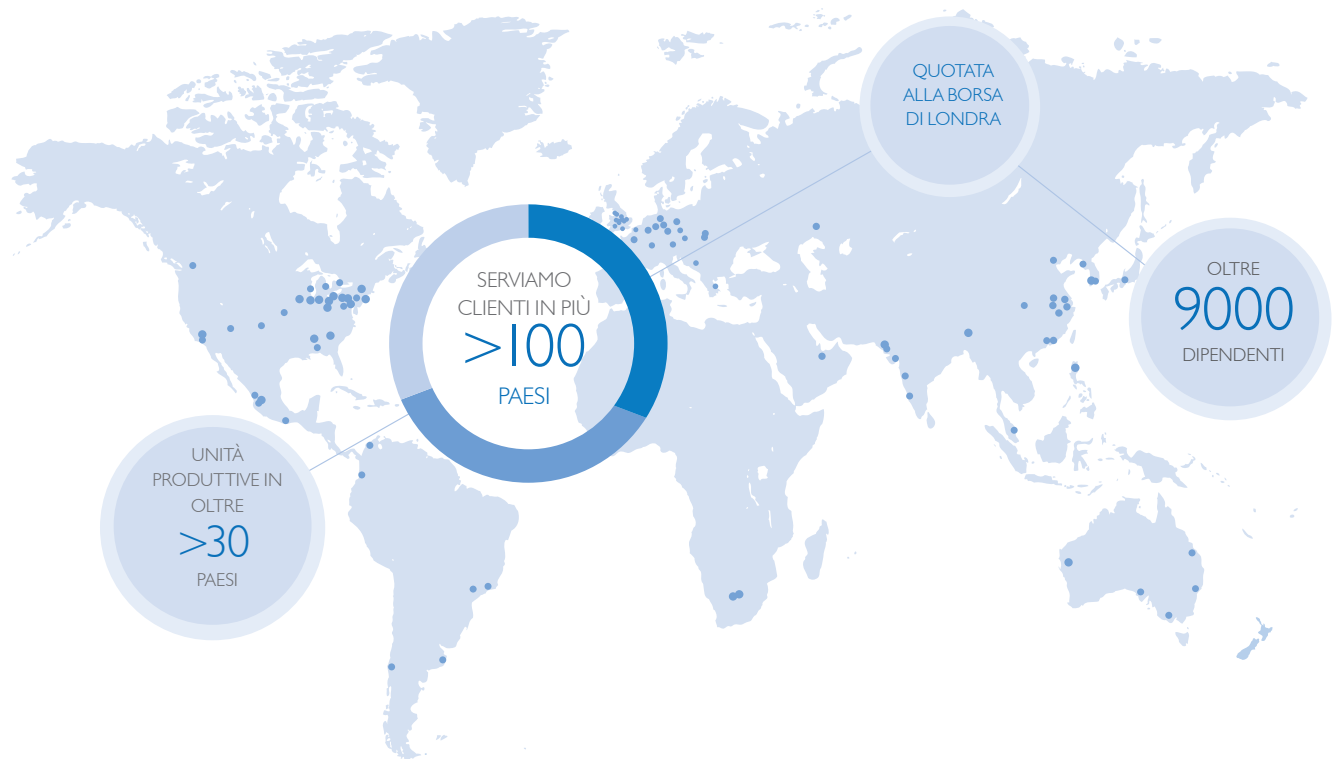 QUOTATA
ALLA BORSA
DI LONDRA
SERVIAMO
CLIENTI IN PIÙ
>100
PAESI
OLTRE
9000
DIPENDENTI
UNITÀ
PRODUTTIVE IN
OLTRE
>30
PAESI